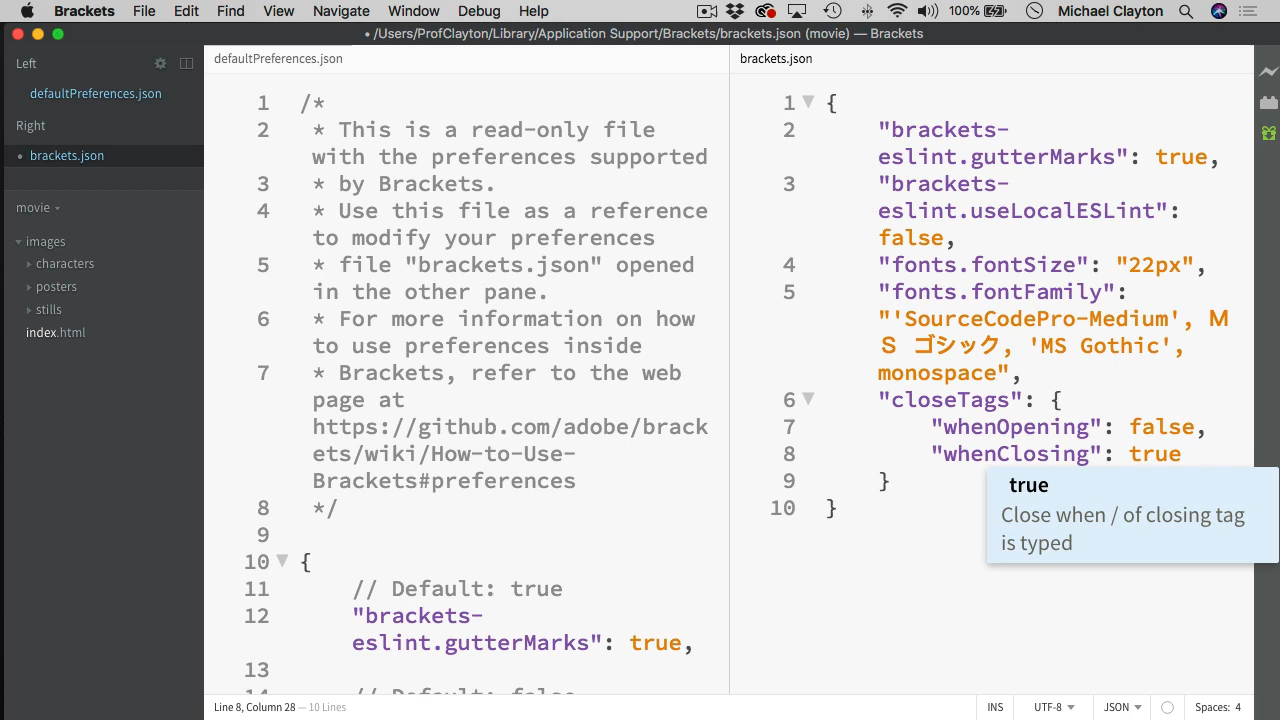 Brackets File Edit Find View Navigate Window Debug Help 100% Michael Clayton
• /Users/ProfClayton/Library/Application Support/Brackets/brackets.json (movie) — Brackets
Left
defaultPreferences.json
Right
• brackets.json
movie
images
characters
posters
stills
index.html
defaultPreferences.json
1 /*
2 * This is a read-only file
with the preferences supported
3 * by Brackets.
4 * Use this file as a reference
to modify your preferences
5 * file "brackets.json" opened
in the other pane.
6 * For more information on how
to use preferences inside
7 * Brackets, refer to the web
page at
https://github.com/adobe/brack
ets/wiki/How-to-Use-
Brackets#preferences
8 */
9
10 {
11 // Default: true
12 "brackets-
eslint.gutterMarks": true,
13
14 // Default: false
brackets.json
1 {
2 "brackets-
eslint.gutterMarks": true,
3 "brackets-
eslint.useLocalESLint":
false,
4 "fonts.fontSize": "22px",
5 "fonts.fontFamily":
"'SourceCodePro-Medium', Ｍ
Ｓ ゴシック, 'MS Gothic',
monospace",
6 "closeTags": {
7 "whenOpening": false,
8 "whenClosing": true
9 }
10 }
true
Close when / of closing tag
is typed
Line 8, Column 28 — 10 Lines
INS UTF-8 JSON Spaces: 4